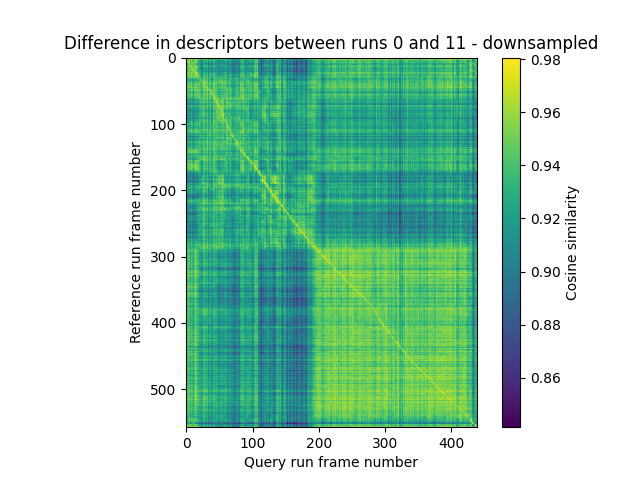 Difference in descriptors between runs 0 and 11 - downsampled
0
100
200
300
400
500
Reference run frame number
0 100 200 300 400
Query run frame number
0.98
0.96
0.94
0.92
0.90
0.88
0.86
Cosine similarity